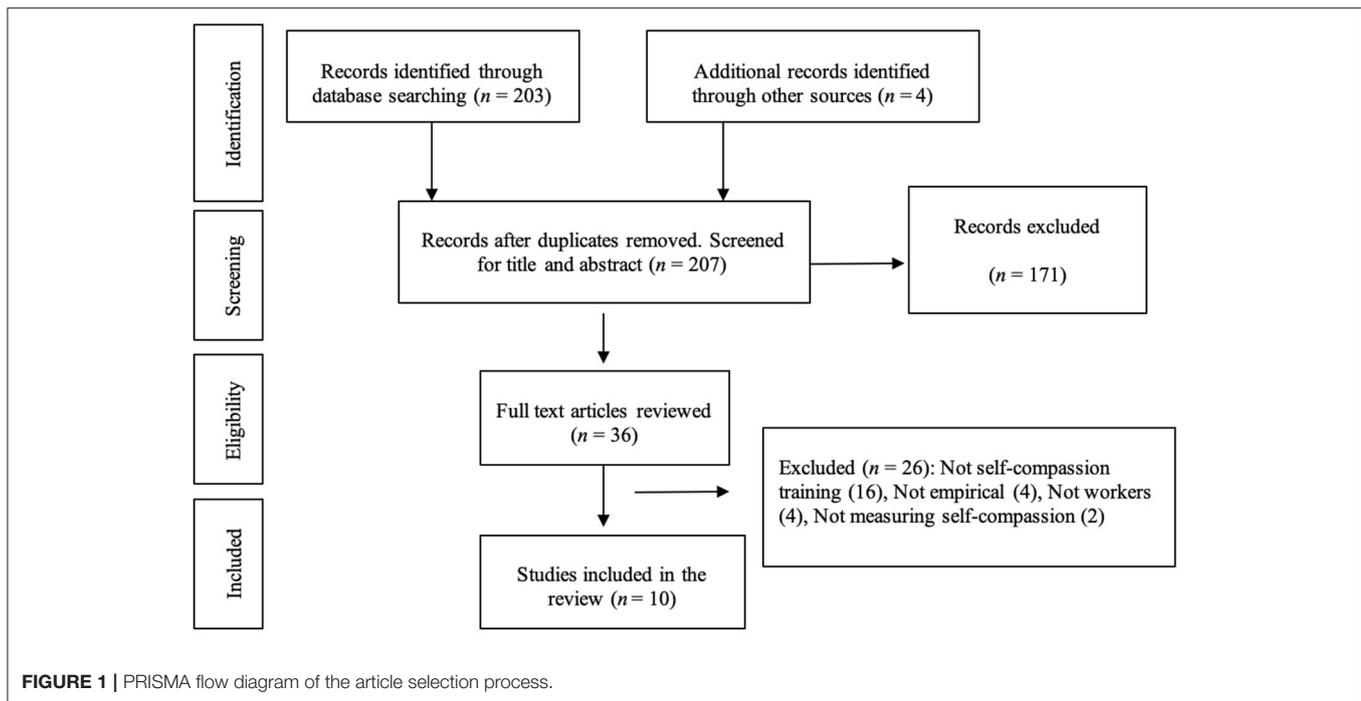 Identification
Records identified through
database searching (n = 203)
Additional records identified
through other sources (n = 4)
Screening
Records after duplicates removed. Screened
for title and abstract (n = 207)
Records excluded
(n = 171)
Eligibility
Full text articles reviewed
(n = 36)
Excluded (n = 26): Not self-compassion
training (16), Not empirical (4), Not workers
(4), Not measuring self-compassion (2)
Included
Studies included in the
review (n = 10)
FIGURE 1 | PRISMA flow diagram of the article selection process.